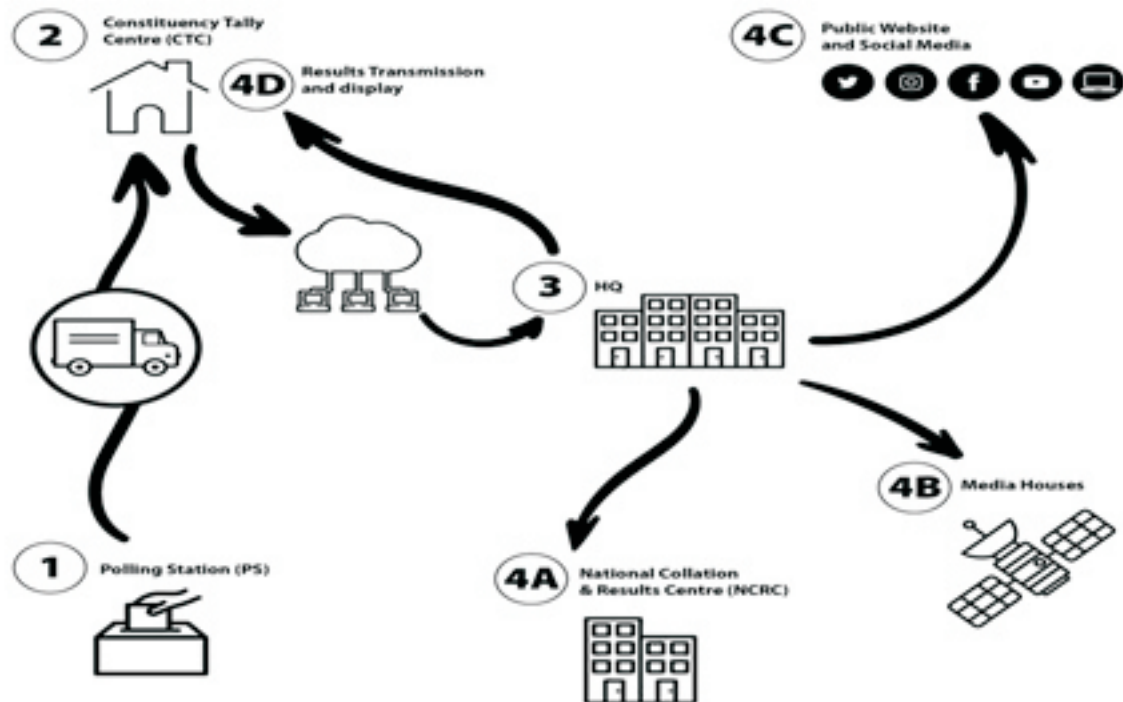 2
Constituency Tally
Centre (CTC)
4D
Results Transmission
and display
4C
Public Website
and Social Media
3
HQ
4B
Media Houses
1
Polling Station (PS)
4A
National Collation
& Results Centre (NCRC)